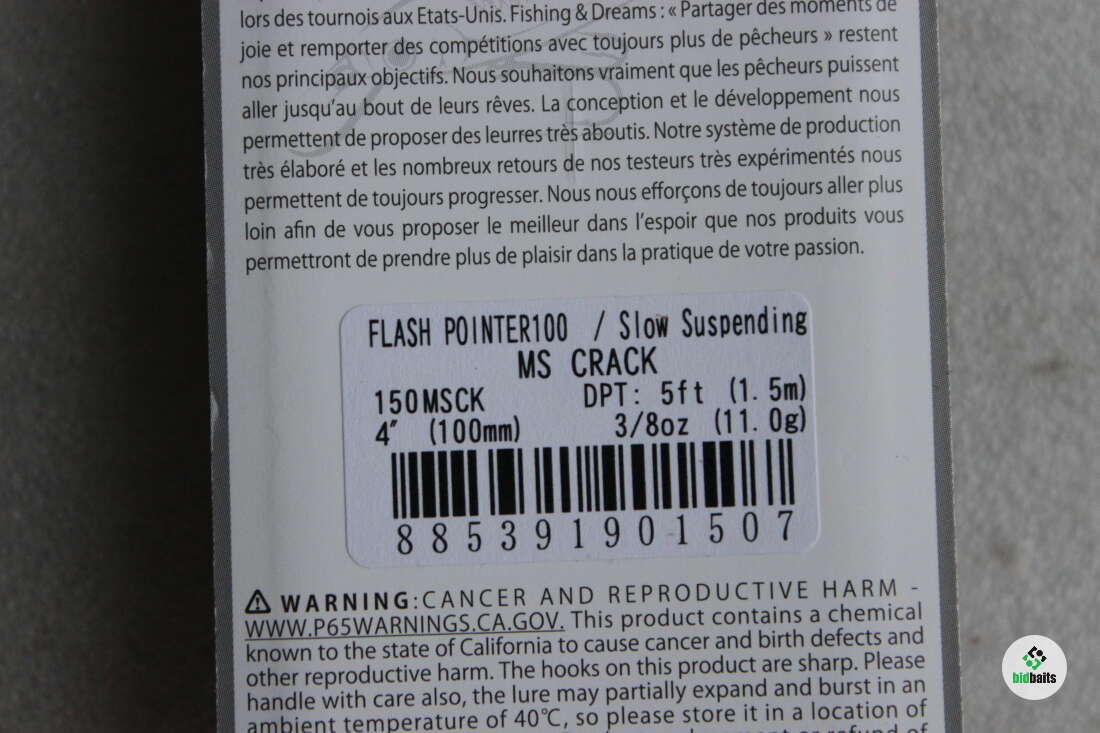 lors des tournois aux Etats-Unis. Fishing & Dreams : « Partager des moments de
joie et remporter des compétitions avec toujours plus de pêcheurs » restent
nos principaux objectifs. Nous souhaitons vraiment que les pêcheurs puissent
aller jusqu'au bout de leurs rêves. La conception et le développement nous
permettent de proposer des leurres très aboutis. Notre système de production
très élaboré et les nombreux retours de nos testeurs très expérimentés nous
permettent de toujours progresser. Nous nous efforçons de toujours aller plus
loin afin de vous proposer le meilleur dans l'espoir que nos produits vous
permettront de prendre plus de plaisir dans la pratique de votre passion.
FLASH POINTER100 / Slow Suspending
MS CRACK
150MSCK DPT: 5ft (1.5m)
4" (100mm) 3/8oz (11.0g)
885391901507
⚠ WARNING:CANCER AND REPRODUCTIVE HARM -
WWW.P65WARNINGS.CA.GOV. This product contains a chemical
known to the state of California to cause cancer and birth defects and
other reproductive harm. The hooks on this product are sharp. Please
handle with care also, the lure may partially expand and burst in an
ambient temperature of 40℃, so please store it in a location of
bidbaits